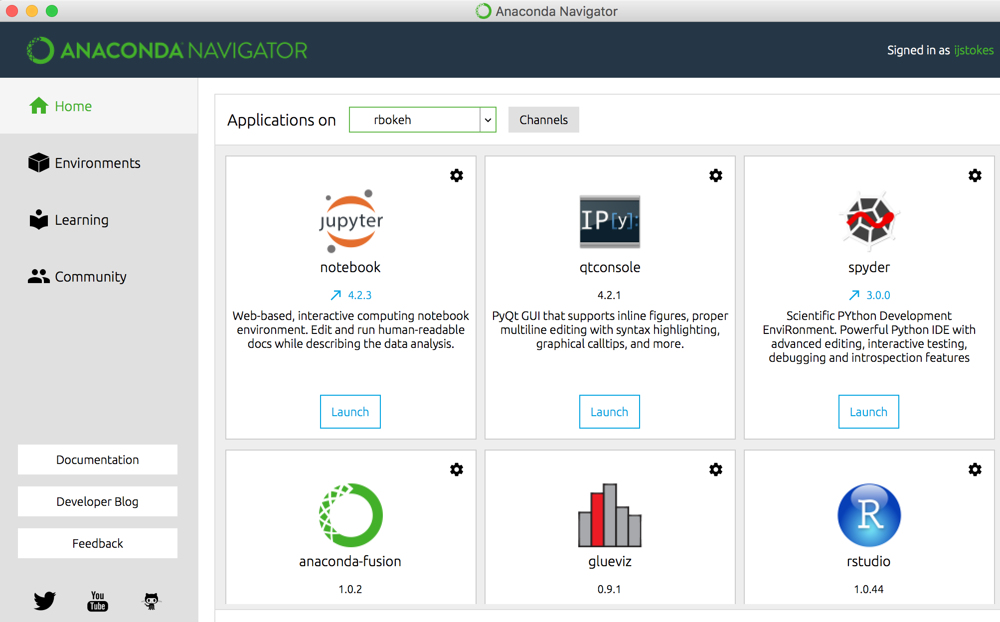 Anaconda Navigator
ANACONDA NAVIGATOR
Signed in as ijstokes
Home
Environments
Learning
Community
Documentation
Developer Blog
Feedback
You
Tube
Applications on
rbokeh
Channels
jupyter
notebook
4.2.3
Web-based, interactive computing notebook
environment. Edit and run human-readable
docs while describing the data analysis.
Launch
IP[y]:
qtconsole
4.2.1
PyQt GUI that supports inline figures, proper
multiline editing with syntax highlighting,
graphical calltips, and more.
Launch
spyder
3.0.0
Scientific PYthon Development
EnviRonment. Powerful Python IDE with
advanced editing, interactive testing,
debugging and introspection features
Launch
anaconda-fusion
1.0.2
glueviz
0.9.1
R
rstudio
1.0.44